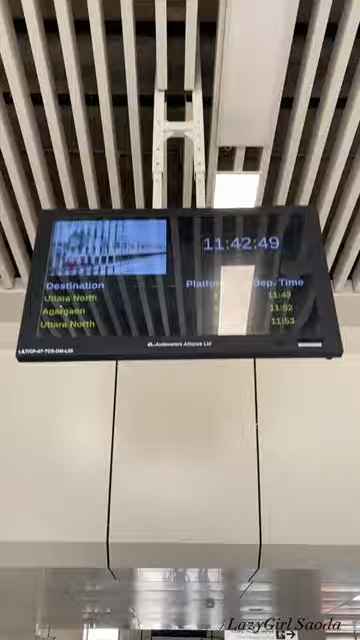 11:42:49
Destination Platform Dep. Time
Uttara North 11:43
Agargaon 11:52
Uttara North 11:53
LazyGirl Saoda